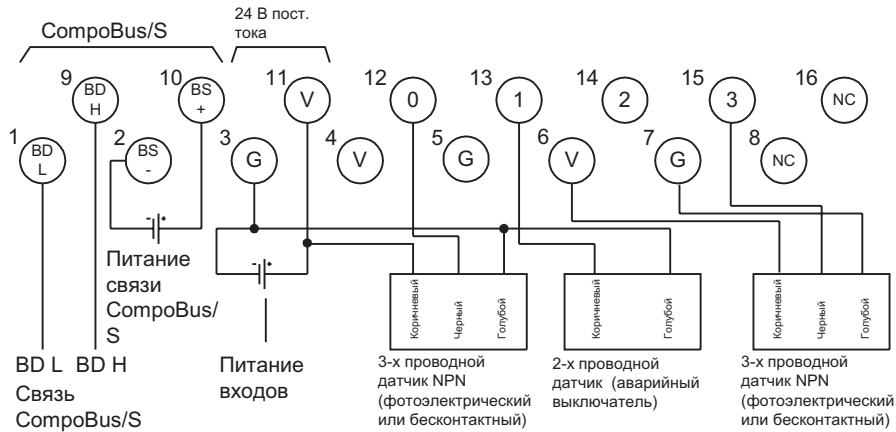 CompoBus/S
24 В пост.
тока
9
BD
H
10
BS
+
11
V
12
0
13
1
14
2
15
3
16
NC
1
BD
L
2
BS
-
3
G
4
V
5
G
6
V
7
G
8
NC
- +
- +
Питание
связи
CompoBus/
S
Коричневый
Черный
Голубой
Коричневый
Голубой
Коричневый
Черный
Голубой
BD L BD H
Связь
CompoBus/S
Питание
входов
3-х проводной
датчик NPN
(фотоэлектрический
или бесконтактный)
2-х проводной
датчик (аварийный
выключатель)
3-х проводной
датчик NPN
(фотоэлектрический
или бесконтактный)